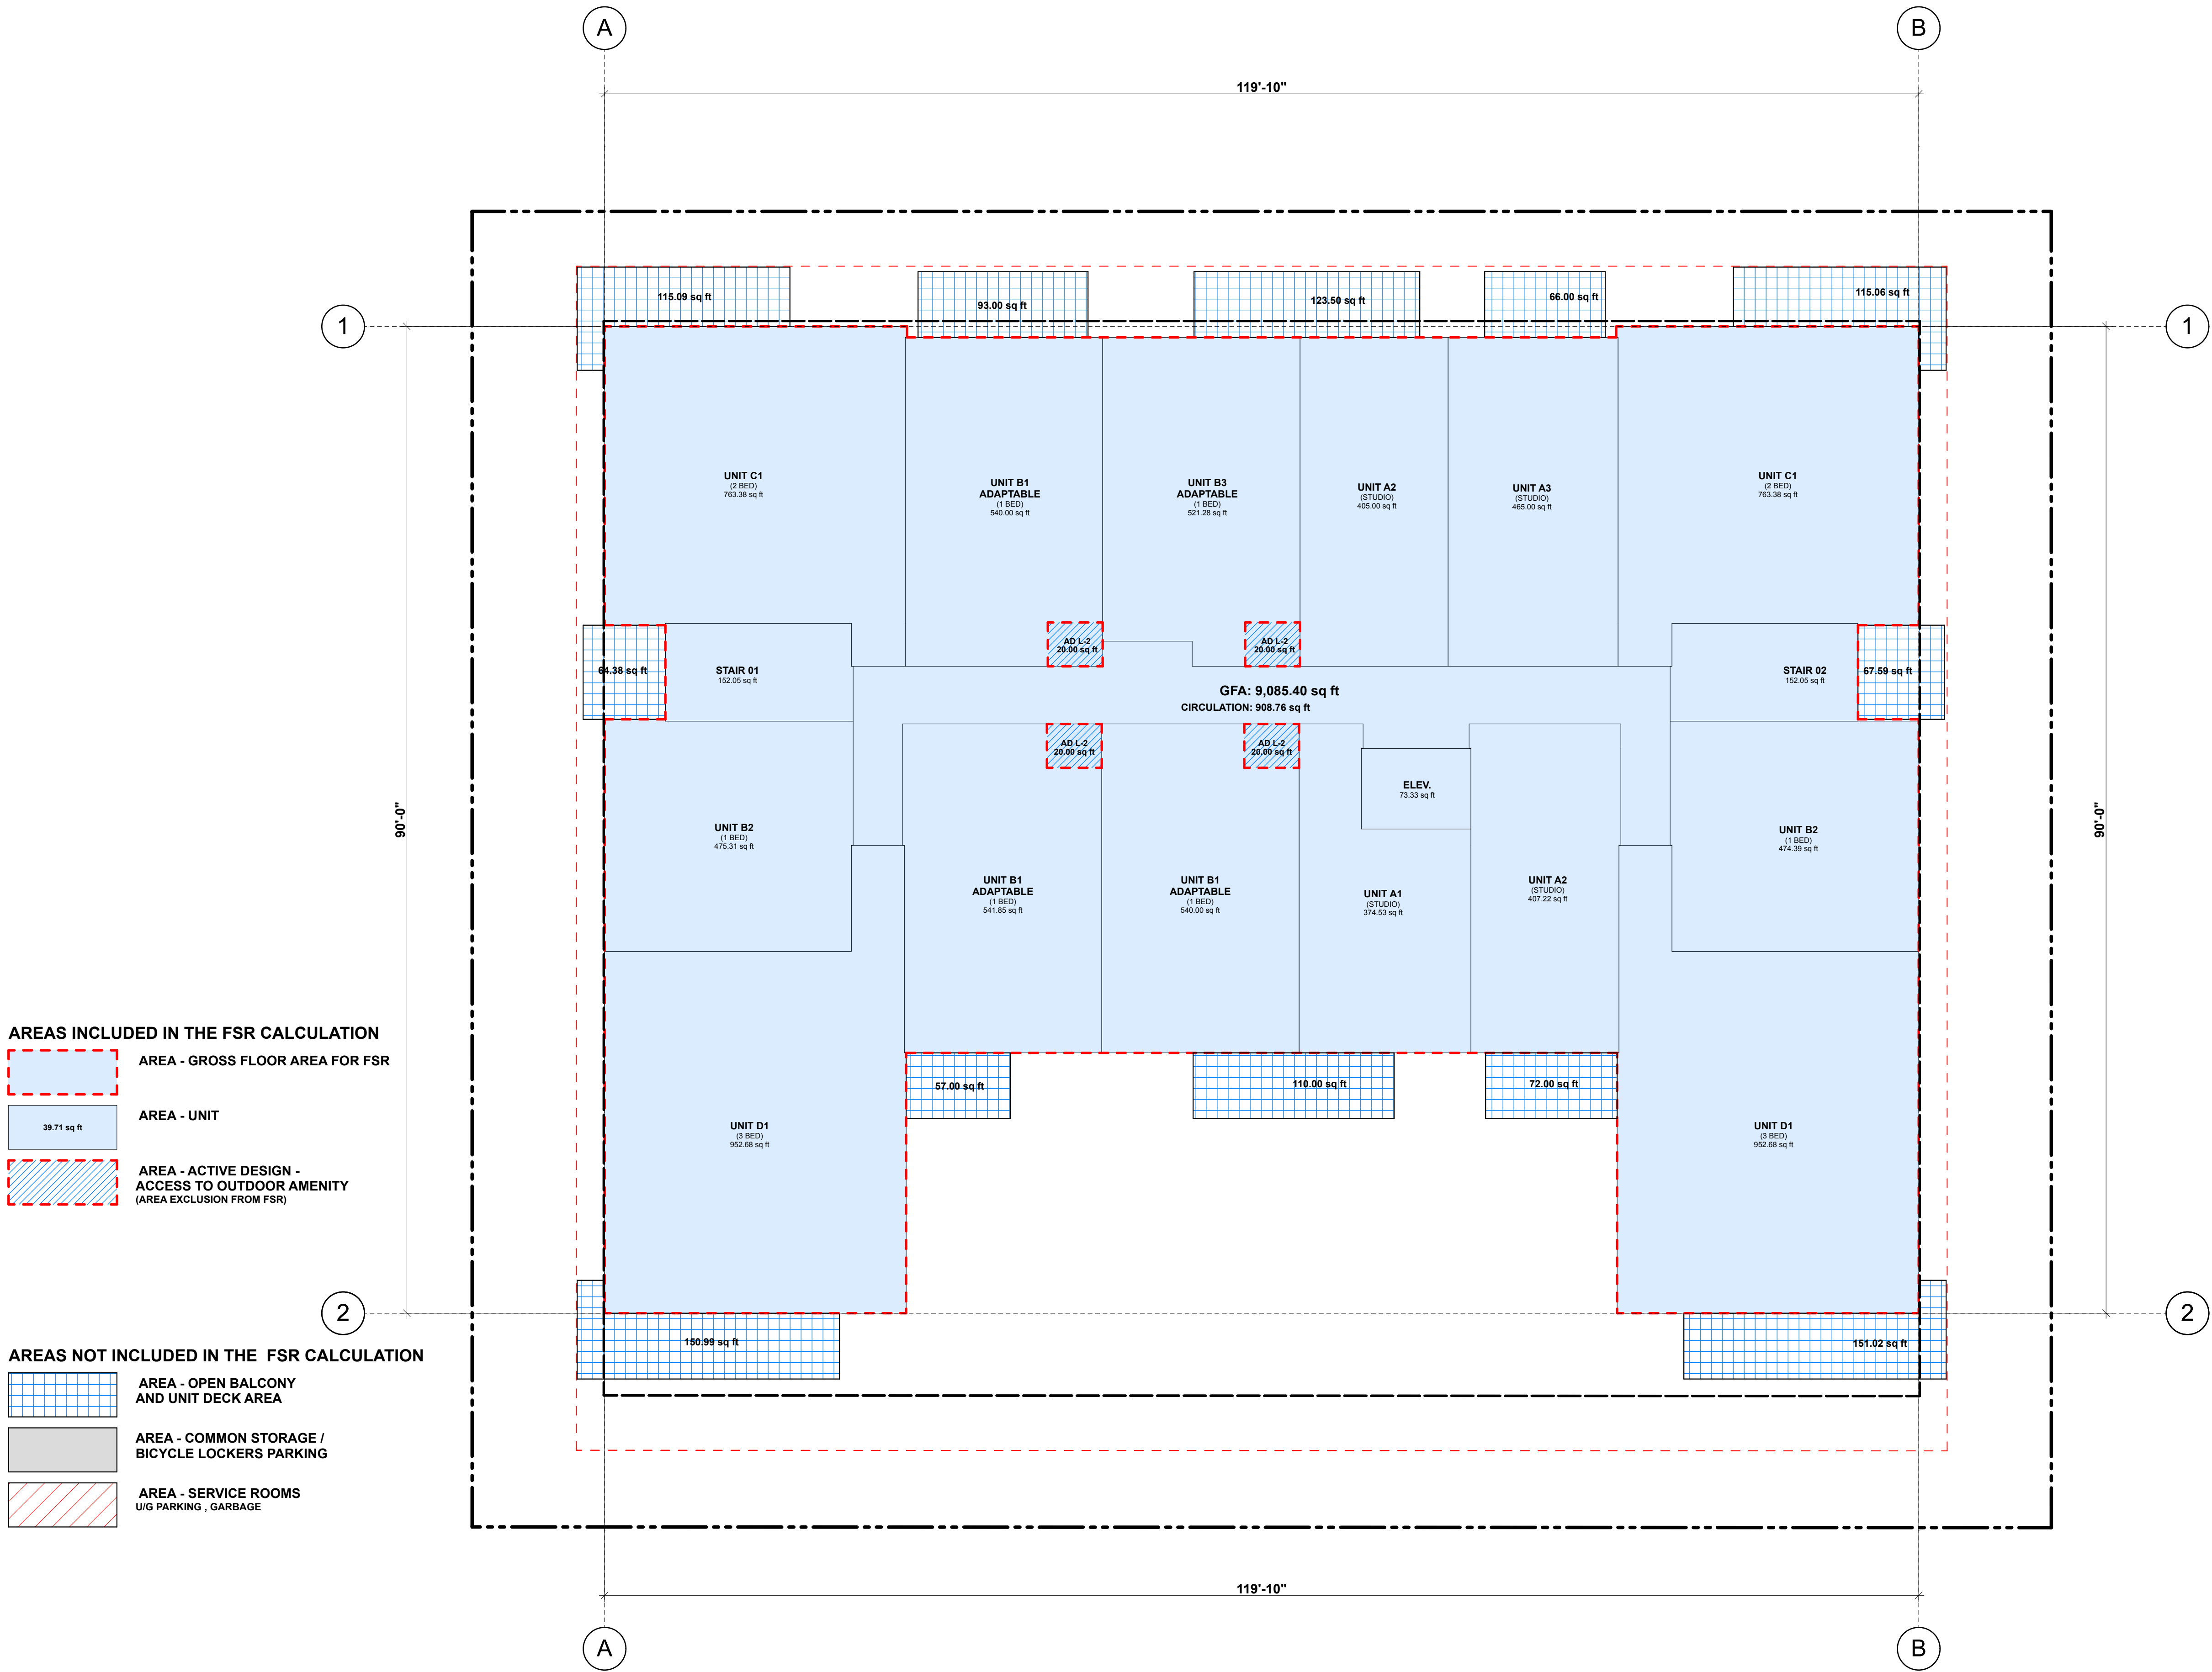 A
B
119'-10"
115.09 sq ft
93.00 sq ft
123.50 sq ft
66.00 sq ft
115.06 sq ft
1
1
UNIT C1
(2 BED)
763.38 sq ft
UNIT B1
ADAPTABLE
(1 BED)
540.00 sq ft
UNIT B3
ADAPTABLE
(1 BED)
521.28 sq ft
UNIT A2
(STUDIO)
405.00 sq ft
UNIT A3
(STUDIO)
465.00 sq ft
UNIT C1
(2 BED)
763.38 sq ft
64.38 sq ft
STAIR 01
152.05 sq ft
AD L-2
20.00 sq ft
AD L-2
20.00 sq ft
STAIR 02
152.05 sq ft
67.59 sq ft
GFA: 9,085.40 sq ft
CIRCULATION: 908.76 sq ft
AD L-2
20.00 sq ft
AD L-2
20.00 sq ft
ELEV.
73.33 sq ft
90'-0"
90'-0"
UNIT B2
(1 BED)
475.31 sq ft
UNIT B1
ADAPTABLE
(1 BED)
541.85 sq ft
UNIT B1
ADAPTABLE
(1 BED)
540.00 sq ft
UNIT A1
(STUDIO)
374.53 sq ft
UNIT A2
(STUDIO)
407.22 sq ft
UNIT B2
(1 BED)
474.39 sq ft
57.00 sq ft
110.00 sq ft
72.00 sq ft
UNIT D1
(3 BED)
952.68 sq ft
UNIT D1
(3 BED)
952.68 sq ft
2
2
150.99 sq ft
151.02 sq ft
119'-10"
A
B
AREAS INCLUDED IN THE FSR CALCULATION
AREA - GROSS FLOOR AREA FOR FSR
39.71 sq ft
AREA - UNIT
AREA - ACTIVE DESIGN -
ACCESS TO OUTDOOR AMENITY
(AREA EXCLUSION FROM FSR)
AREAS NOT INCLUDED IN THE FSR CALCULATION
AREA - OPEN BALCONY
AND UNIT DECK AREA
AREA - COMMON STORAGE /
BICYCLE LOCKERS PARKING
AREA - SERVICE ROOMS
U/G PARKING , GARBAGE